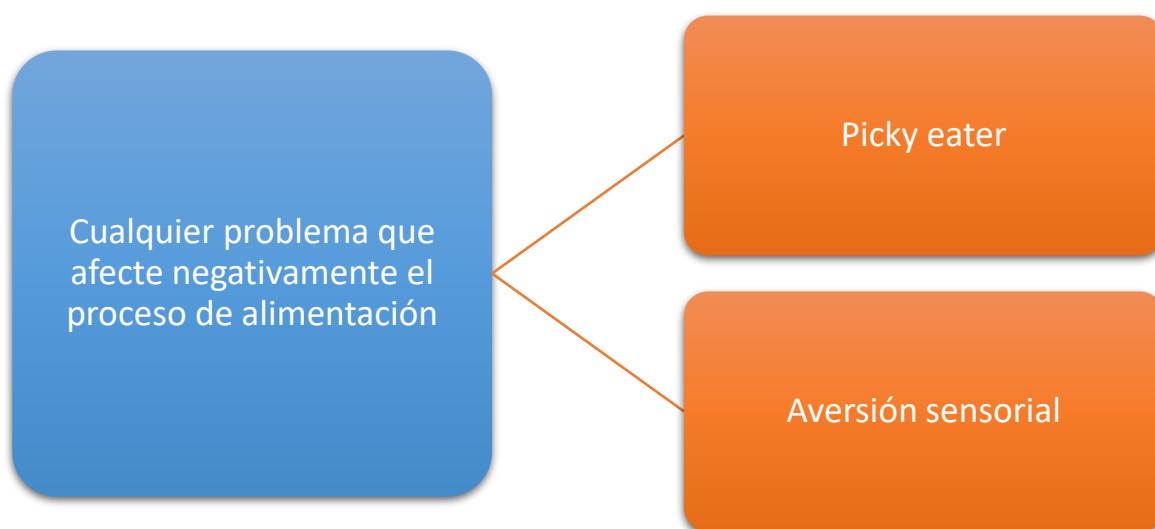 Cualquier problema que
afecte negativamente el
proceso de alimentación
Picky eater
Aversión sensorial